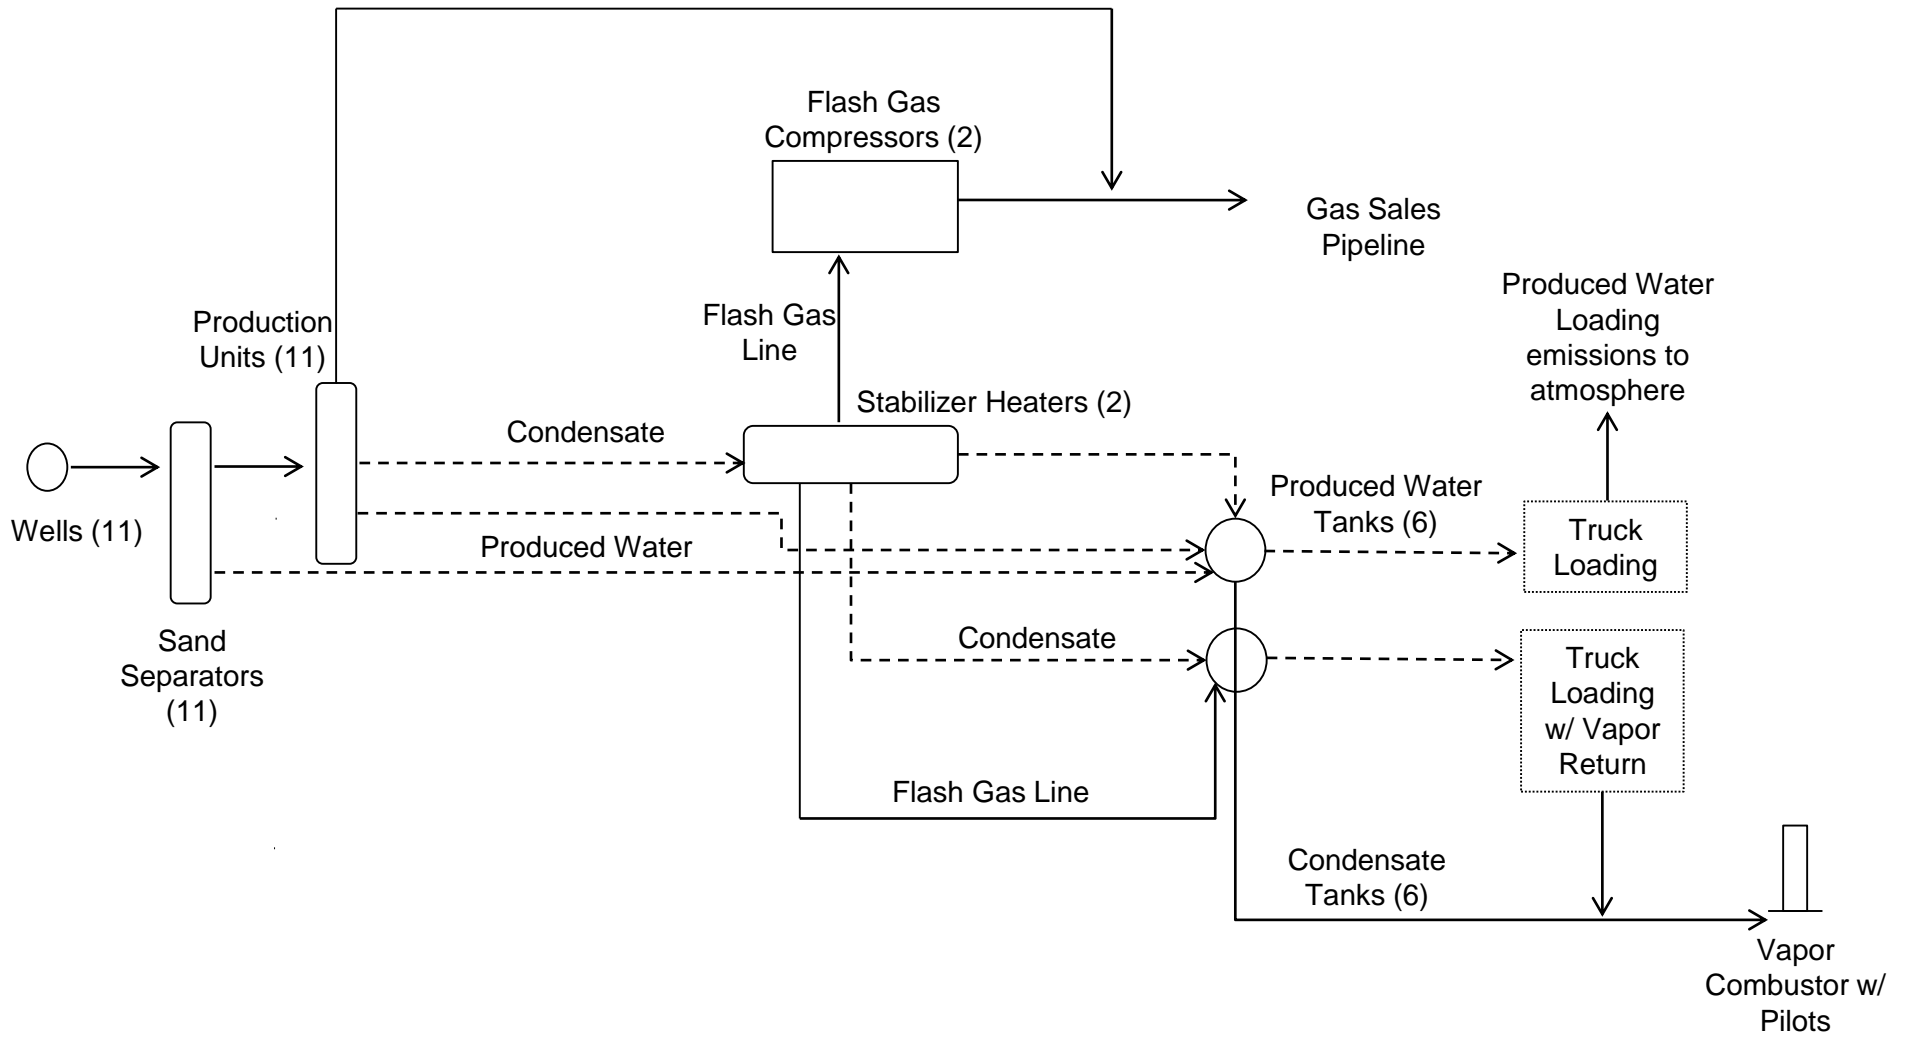 Flash Gas
Compressors (2)
Gas Sales
Pipeline
Produced Water
Loading
emissions to
atmosphere
Production
Units (11)
Flash Gas
Line
Stabilizer Heaters (2)
Condensate
Wells (11)
Produced Water
Produced Water
Tanks (6)
Truck
Loading
Sand
Separators
(11)
Condensate
Truck
Loading
w/ Vapor
Return
Flash Gas Line
Condensate
Tanks (6)
Vapor
Combustor w/
Pilots